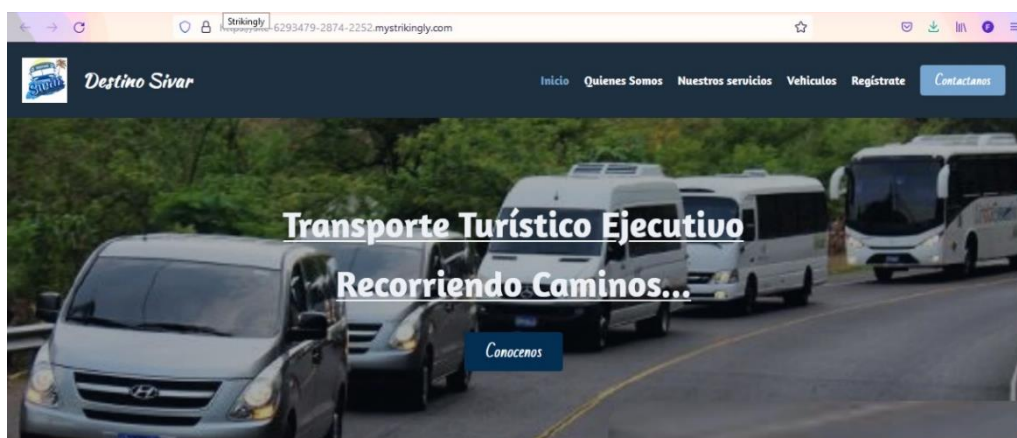 Strikingly
-6293479-2874-2252.mystrikingly.com
Sivar
Destino Sivar
Inicio Quienes Somos Nuestros servicios Vehiculos Regístrate Contactanos
Transporte Turístico Ejecutivo
Recorriendo Caminos...
Conocenos